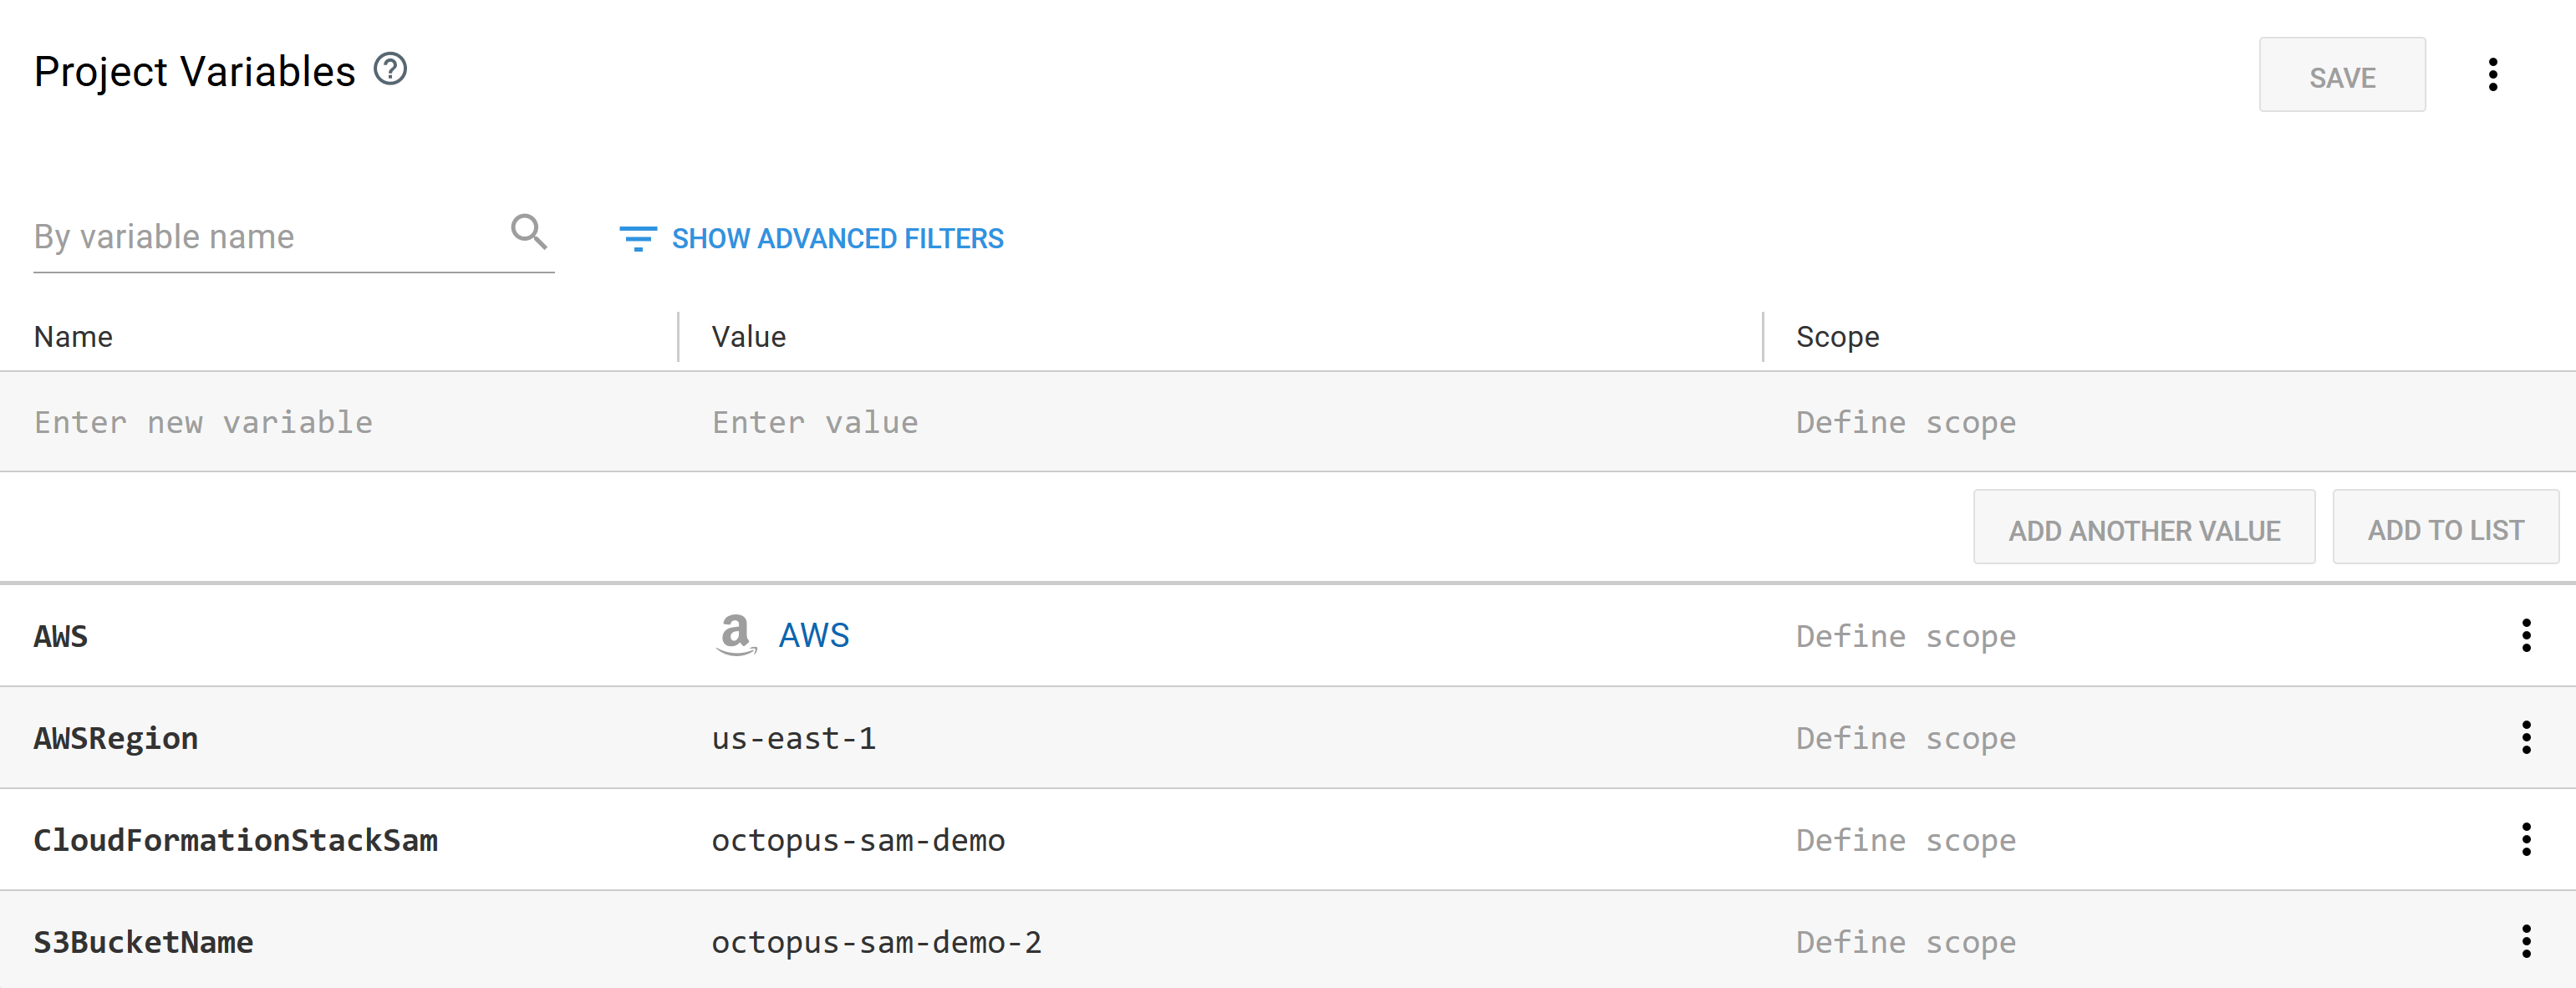 Project Variables
SAVE
By variable name
SHOW ADVANCED FILTERS
Name Value Scope
Enter new variable Enter value Define scope
ADD ANOTHER VALUE ADD TO LIST
AWS AWS Define scope
AWSRegion us-east-1 Define scope
CloudFormationStackSam octopus-sam-demo Define scope
S3BucketName octopus-sam-demo-2 Define scope